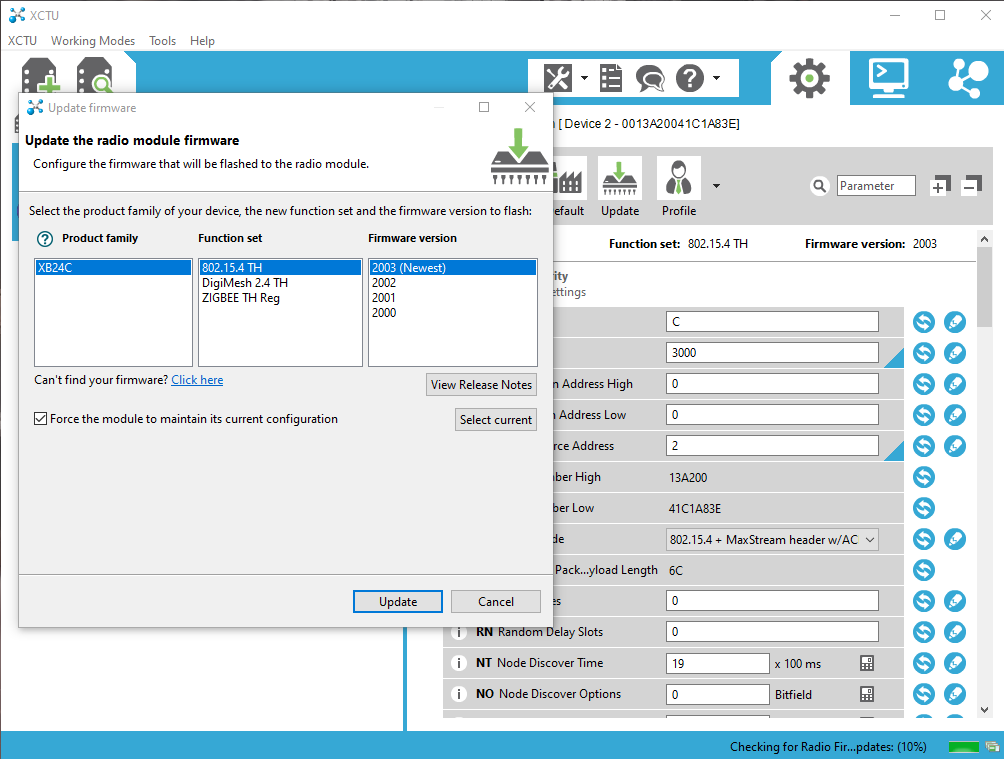 XCTU
XCTU Working Modes Tools Help
Update firmware
Update the radio module firmware
Configure the firmware that will be flashed to the radio module.
Select the product family of your device, the new function set and the firmware version to flash:
Product family Function set Firmware version
XB24C
802.15.4 TH
DigiMesh 2.4 TH
ZIGBEE TH Reg
2003 (Newest)
2002
2001
2000
Can't find your firmware? Click here
View Release Notes
Force the module to maintain its current configuration
Select current
Update Cancel
[ Device 2 - 0013A20041C1A83E]
efault Update Profile
Parameter
Function set: 802.15.4 TH Firmware version: 2003
ity
ettings
C
3000
n Address High 0
n Address Low 0
rce Address 2
ber High 13A200
ber Low 41C1A83E
de 802.15.4 + MaxStream header w/AC
Pack...yload Length 6C
es 0
i RN Random Delay Slots 0
i NT Node Discover Time 19 x 100 ms
i NO Node Discover Options 0 Bitfield
Checking for Radio Fir...pdates: (10%)